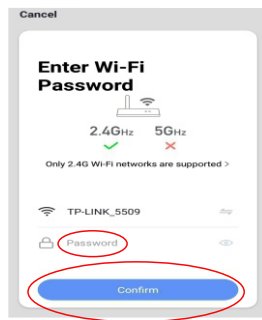 Cancel
Enter Wi-Fi
Password
2.4GHz 5GHz
Only 2.4G Wi-Fi networks are supported >
TP-LINK_5509
Password
Confirm